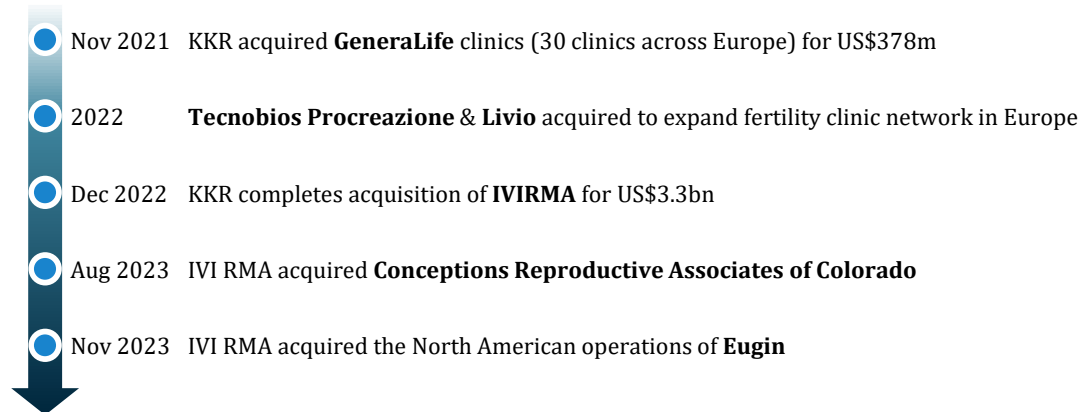 Nov 2021 KKR acquired GeneraLife clinics (30 clinics across Europe) for US$378m
2022 Tecnobios Procreazione & Livio acquired to expand fertility clinic network in Europe
Dec 2022 KKR completes acquisition of IVIRMA for US$3.3bn
Aug 2023 IVI RMA acquired Conceptions Reproductive Associates of Colorado
Nov 2023 IVI RMA acquired the North American operations of Eugin